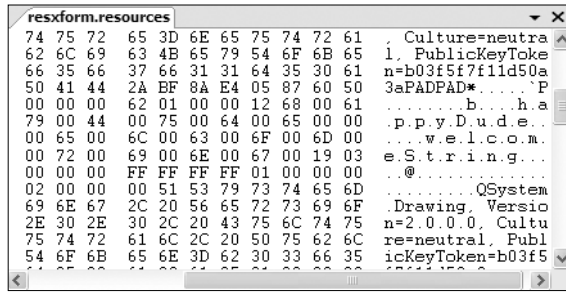 resxform.resources
74 75 72 65 3D 6E 65 75 74 72 61 , Culture=neutra
62 6C 69 63 4B 65 79 54 6F 6B 65 l, PublicKeyToke
66 35 66 37 66 31 31 64 35 30 61 n=b03f5f7f11d50a
50 41 44 2A BF 8A E4 05 87 60 50 3aPADPAD*.....`P
00 00 00 62 01 00 00 12 68 00 61 ........b....h.a
79 00 44 00 75 00 64 00 65 00 00 .p.p.y.D.u.d.e..
00 65 00 6C 00 63 00 6F 00 6D 00 ....w.e.l.c.o.m.
00 72 00 69 00 6E 00 67 00 19 03 e.S.t.r.i.n.g...
00 00 00 FF FF FF FF 01 00 00 00 ..@.............
02 00 00 00 51 53 79 73 74 65 6D .........QSystem
69 6E 67 2C 20 56 65 72 73 69 6F .Drawing, Versio
2E 30 2E 30 2C 20 43 75 6C 74 75 n=2.0.0.0, Cultu
75 74 72 61 6C 2C 20 50 75 62 6C re=neutral, Publ
54 6F 6B 65 6E 3D 62 30 33 66 35 icKeyToken=b03f5